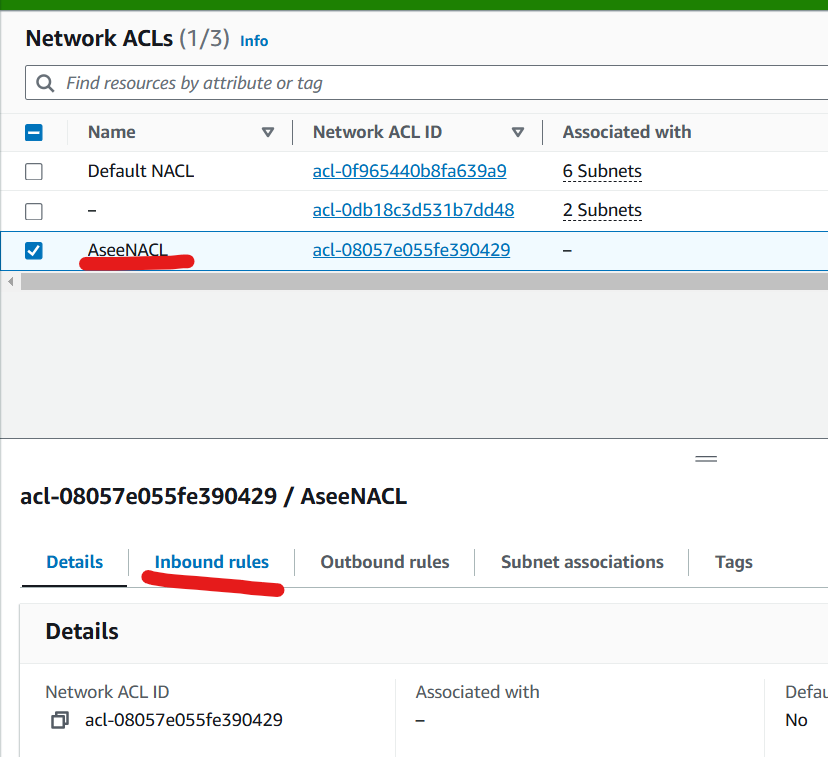 Network ACLs (1/3) Info
Find resources by attribute or tag
Name Network ACL ID Associated with
Default NACL acl-0f965440b8fa639a9 6 Subnets
– acl-0db18c3d531b7dd48 2 Subnets
AseeNACL acl-08057e055fe390429 –
acl-08057e055fe390429 / AseeNACL
Details Inbound rules Outbound rules Subnet associations Tags
Details
Network ACL ID Associated with Defau
acl-08057e055fe390429 – No